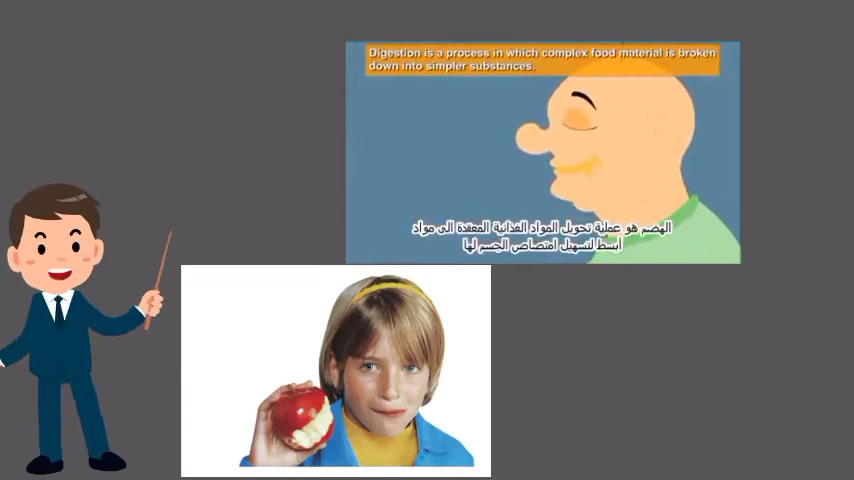 Digestion is a process in which complex food material is broken
down into simpler substances.
الهضم هو عملية تحويل المواد الغذائية المعقدة الى مواد
أبسط لتسهيل امتصاص الجسم لها